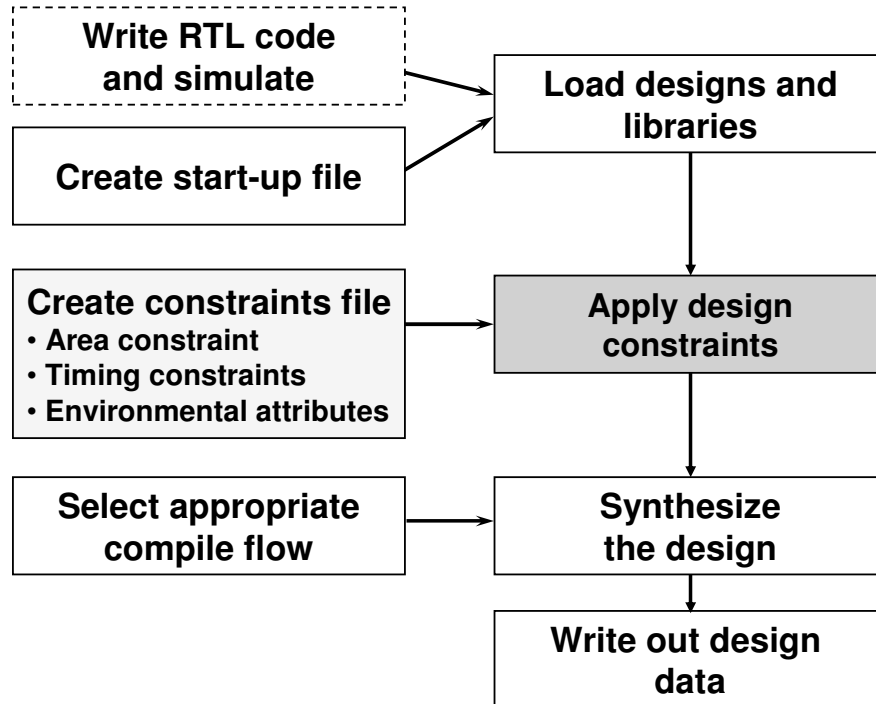 Write RTL code
and simulate
Load designs and
libraries
Create start-up file
Create constraints file
• Area constraint
• Timing constraints
• Environmental attributes
Apply design
constraints
Select appropriate
compile flow
Synthesize
the design
Write out design
data